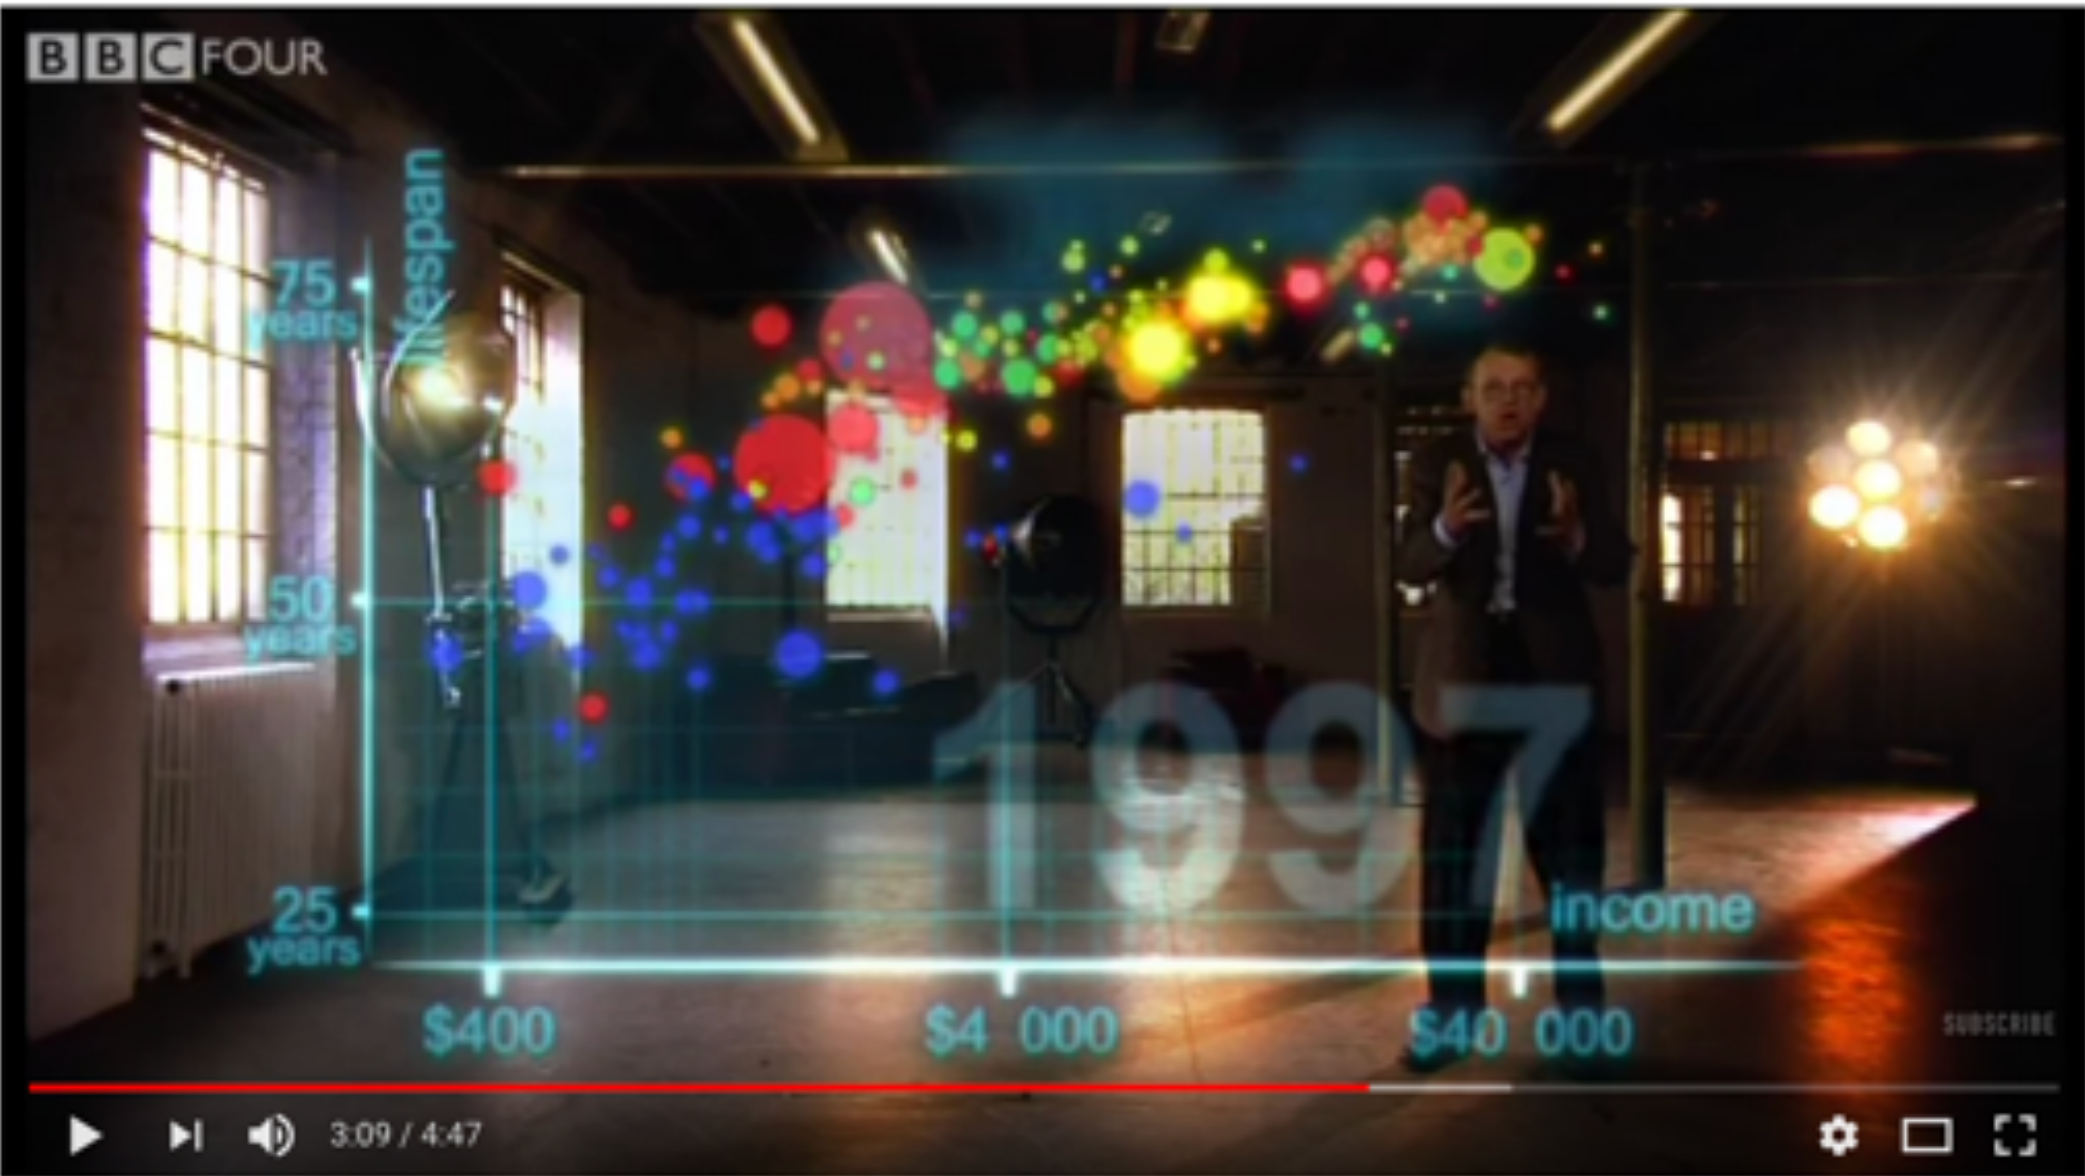 BBC FOUR
lifespan
75
years
50
years
25
years
1997
income
$400
$4 000
$40 000
SUBSCRIBE
3:09 / 4:47